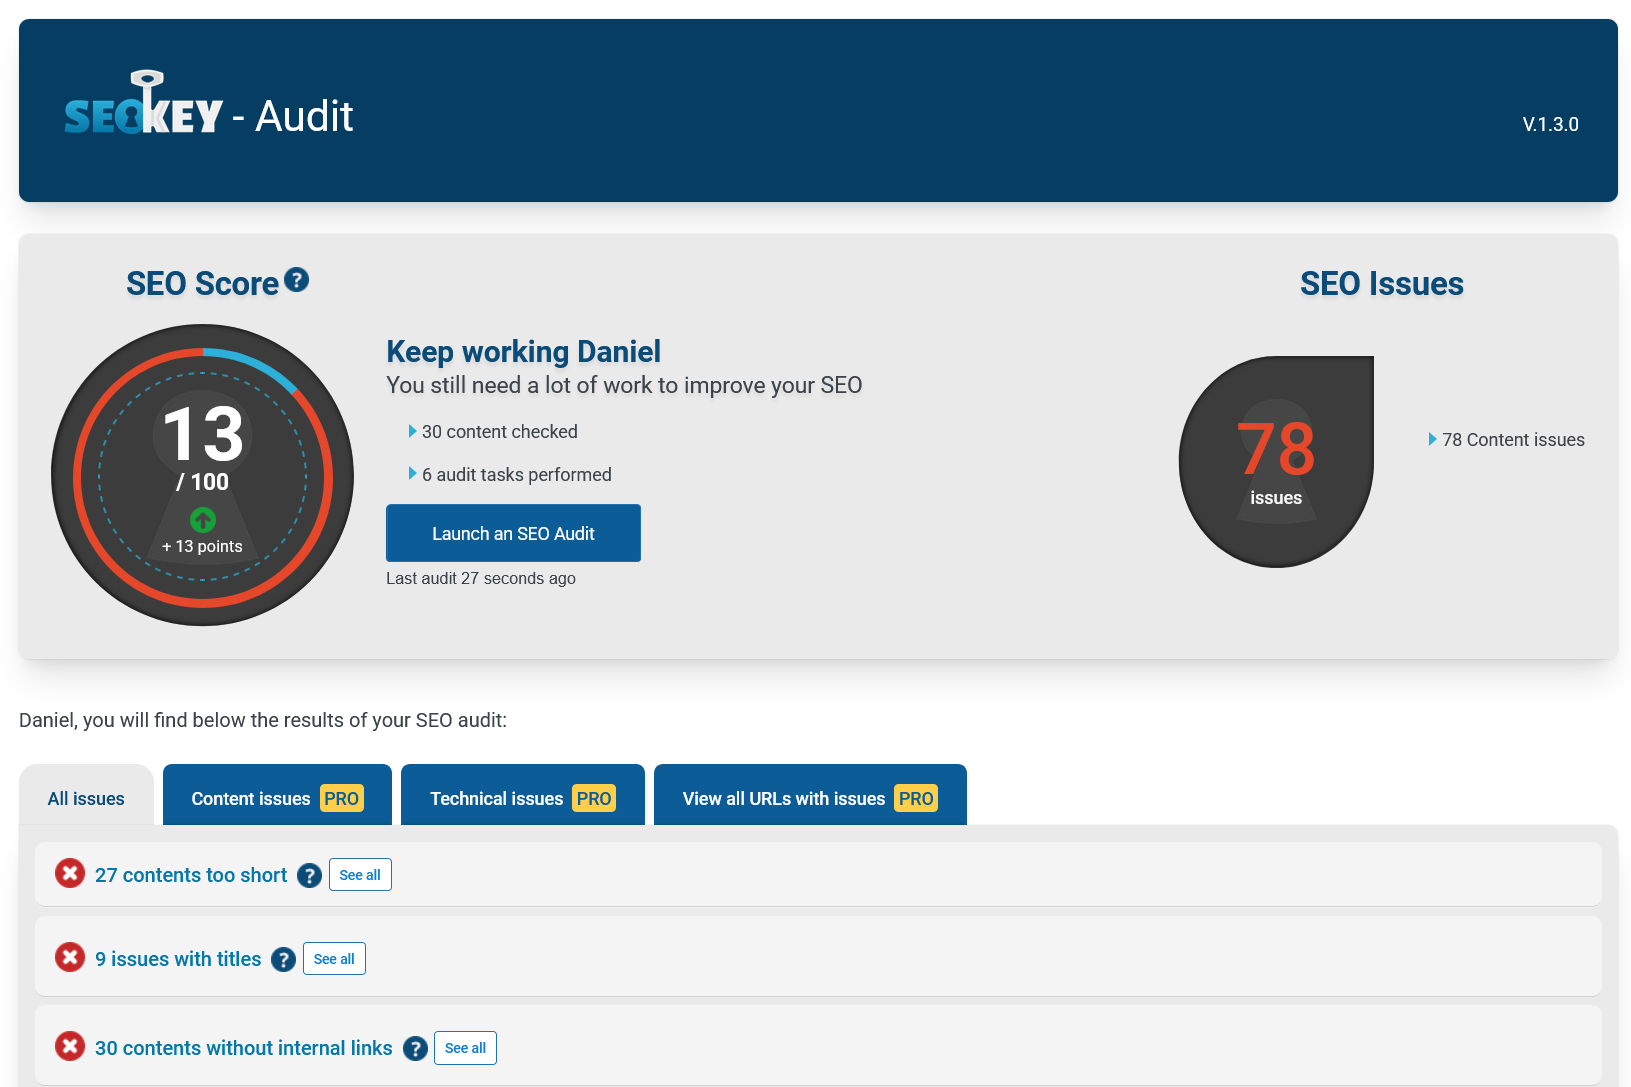 SEOKEY - Audit
V.1.3.0
SEO Score ?
13
/ 100
+ 13 points
Keep working Daniel
You still need a lot of work to improve your SEO
30 content checked
6 audit tasks performed
Launch an SEO Audit
Last audit 27 seconds ago
SEO Issues
78
issues
78 Content issues
Daniel, you will find below the results of your SEO audit:
All issues
Content issues PRO
Technical issues PRO
View all URLs with issues PRO
27 contents too short ? See all
9 issues with titles ? See all
30 contents without internal links ? See all